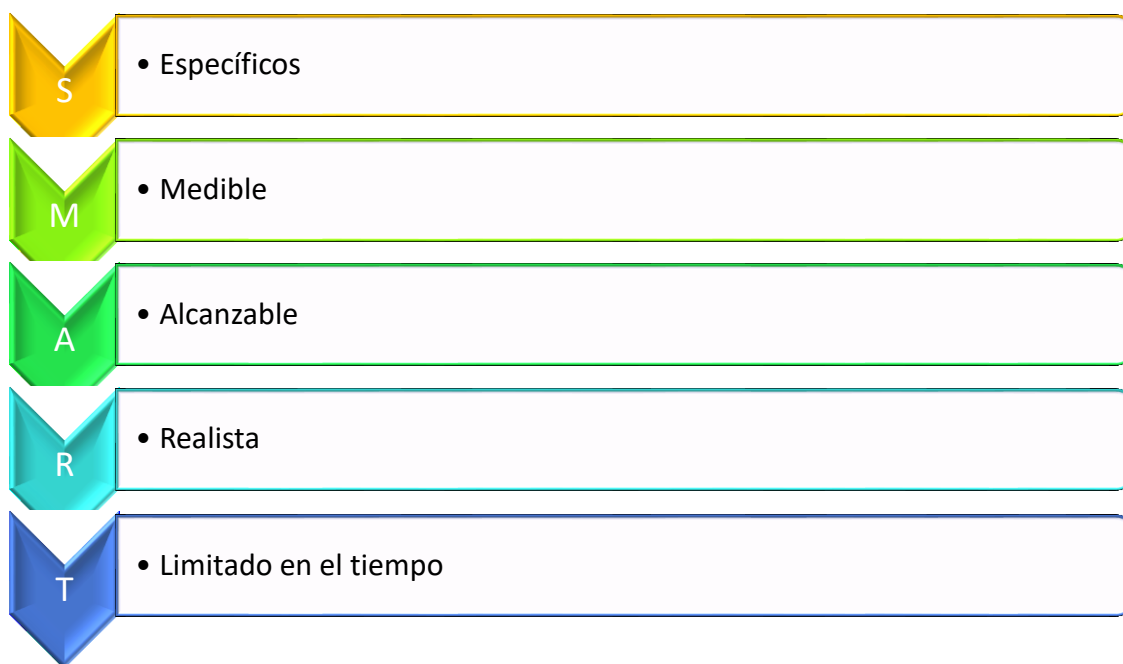 S
• Específicos
M
• Medible
A
• Alcanzable
R
• Realista
T
• Limitado en el tiempo